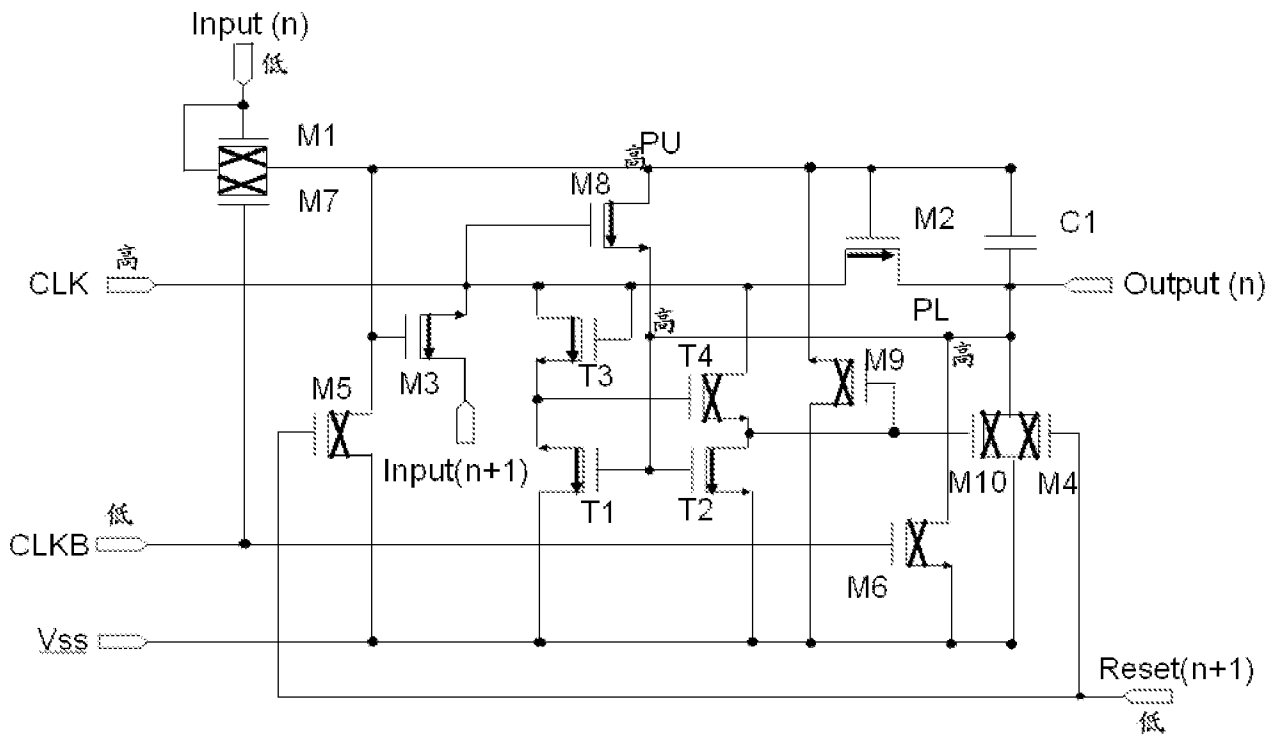 Input (n)
低
M1
M7
PU
高
M8
M2
C1
高
CLK
Output (n)
PL
高
高
M5
M3
T3
T4
M9
Input(n+1)
T1
T2
M10
M4
低
CLKB
M6
Vss
Reset(n+1)
低